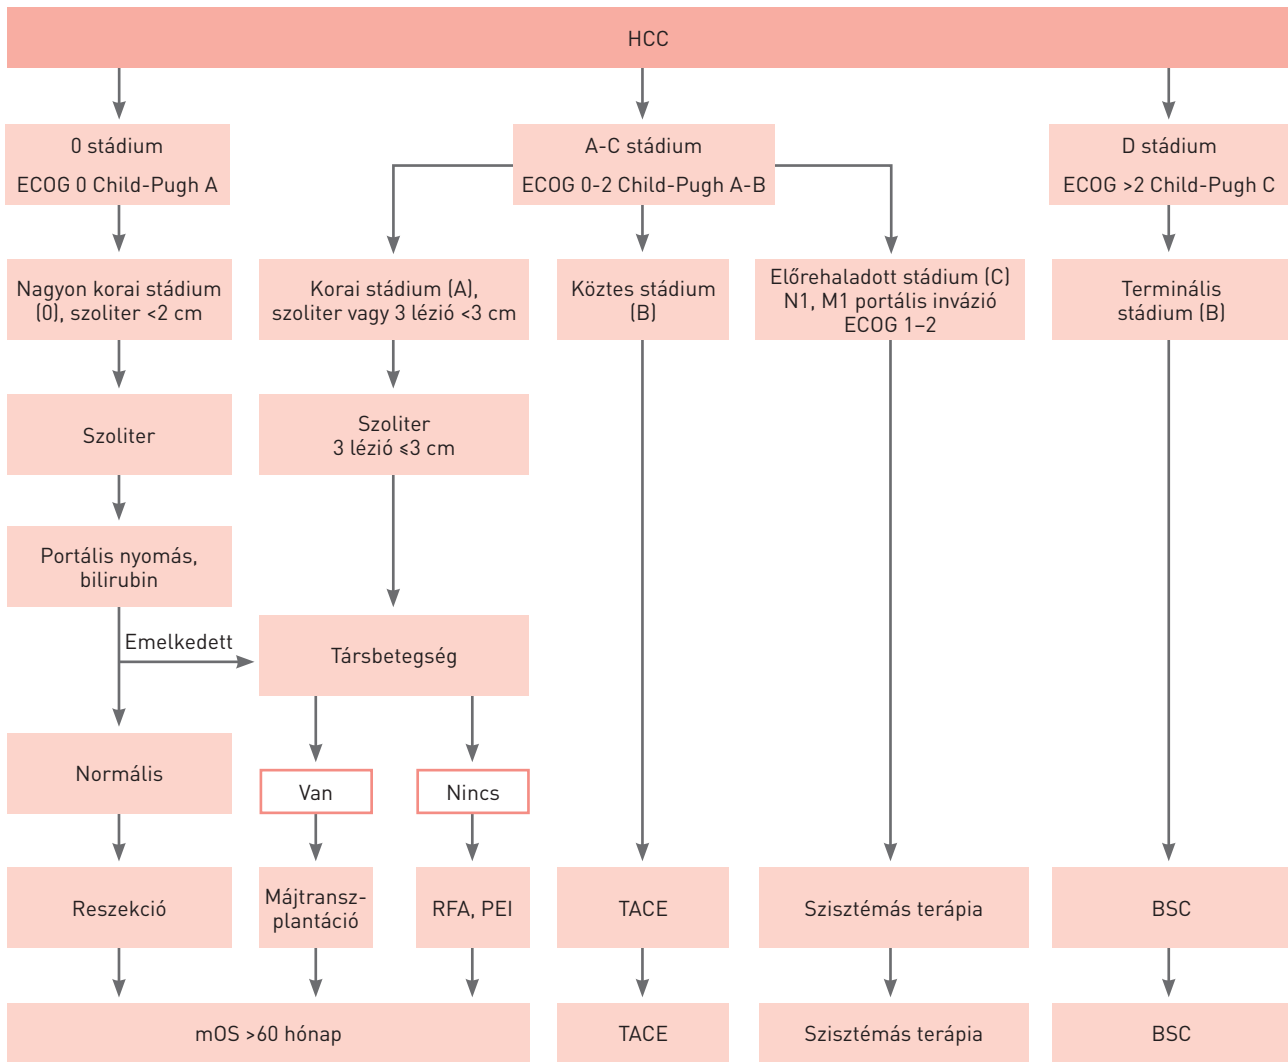 HCC
0 stádium
ECOG 0 Child-Pugh A
A-C stádium
ECOG 0-2 Child-Pugh A-B
D stádium
ECOG >2 Child-Pugh C
Nagyon korai stádium
(0), szoliter <2 cm
Korai stádium (A),
szoliter vagy 3 lézió <3 cm
Köztes stádium
(B)
Előrehaladott stádium (C)
N1, M1 portális invázió
ECOG 1–2
Terminális
stádium (B)
Szoliter
Szoliter
3 lézió ≤3 cm
Portális nyomás,
bilirubin
Emelkedett
Társbetegség
Normális
Van
Nincs
Reszekció
Májtransz-
plantáció
RFA, PEI
TACE
Szisztémás terápia
BSC
mOS >60 hónap
TACE
Szisztémás terápia
BSC